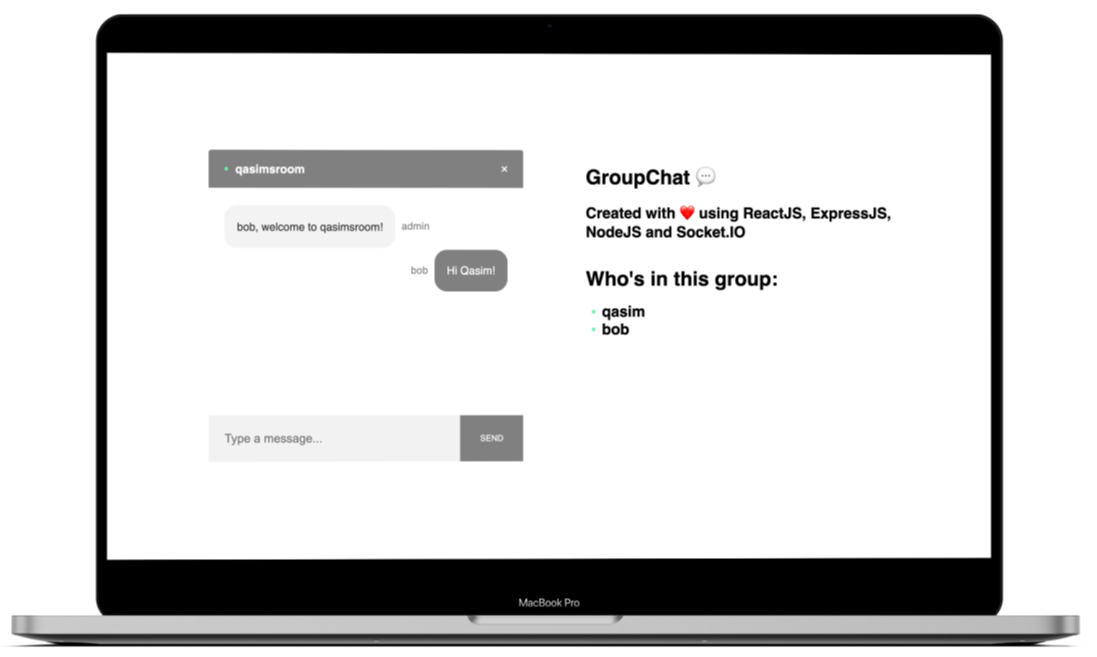 qasimsroom
×
bob, welcome to qasimsroom! admin
bob Hi Qasim!
Type a message...
SEND
GroupChat 💬
Created with ❤️ using ReactJS, ExpressJS,
NodeJS and Socket.IO
Who's in this group:
• qasim
• bob
MacBook Pro